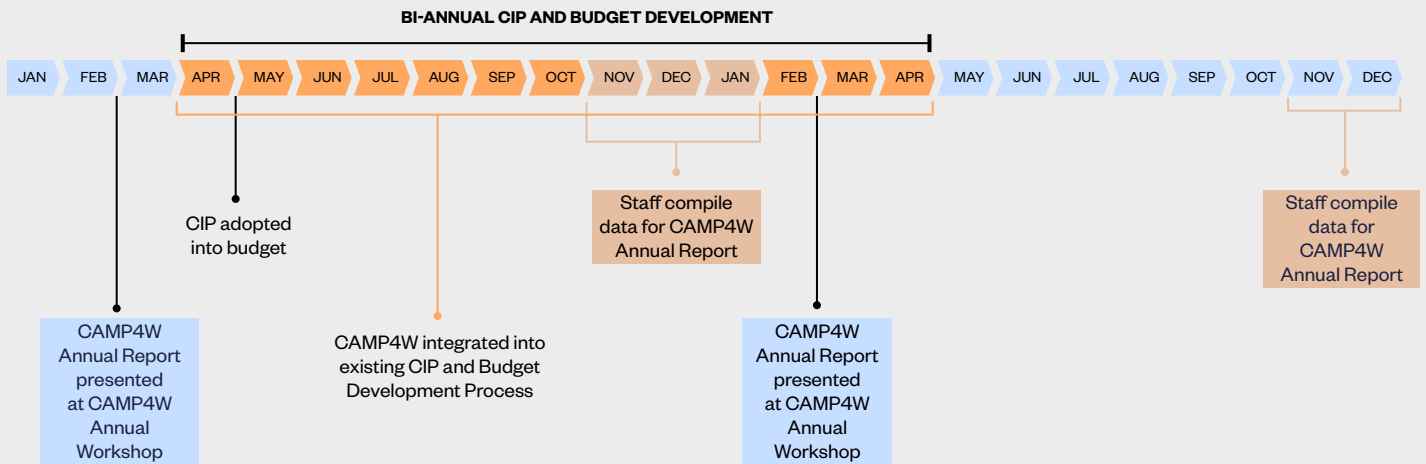 BI-ANNUAL CIP AND BUDGET DEVELOPMENT
JAN FEB MAR APR MAY JUN JUL AUG SEP OCT NOV DEC JAN FEB MAR APR MAY JUN JUL AUG SEP OCT NOV DEC
CIP adopted
into budget
Staff compile
data for CAMP4W
Annual Report
Staff compile
data for
CAMP4W
Annual Report
CAMP4W
Annual Report
presented
at CAMP4W
Annual
Workshop
CAMP4W integrated into
existing CIP and Budget
Development Process
CAMP4W
Annual Report
presented
at CAMP4W
Annual
Workshop